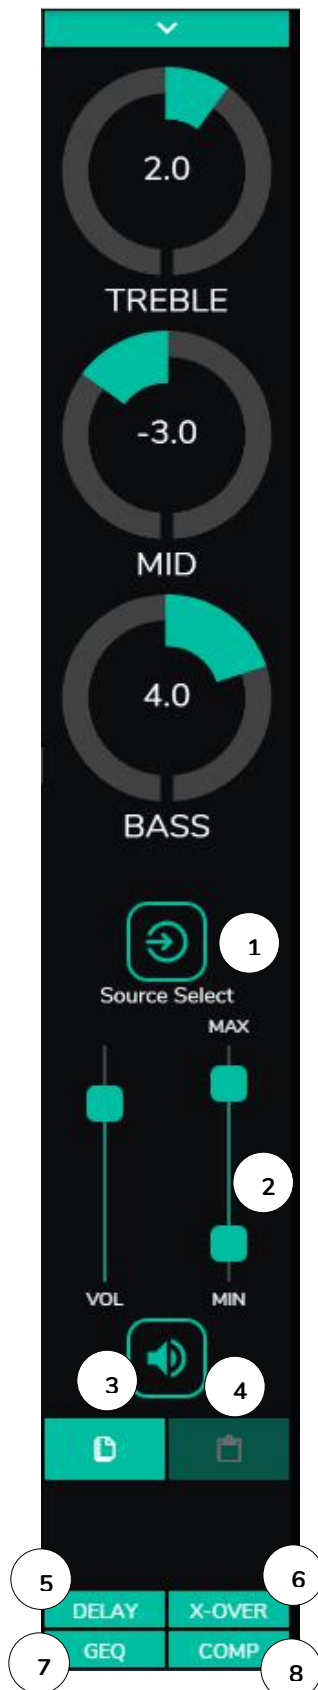 2.0
TREBLE
-3.0
MID
4.0
BASS
1
Source Select
MAX
2
VOL MIN
3 4
5 6
DELAY X-OVER
GEQ COMP
7 8